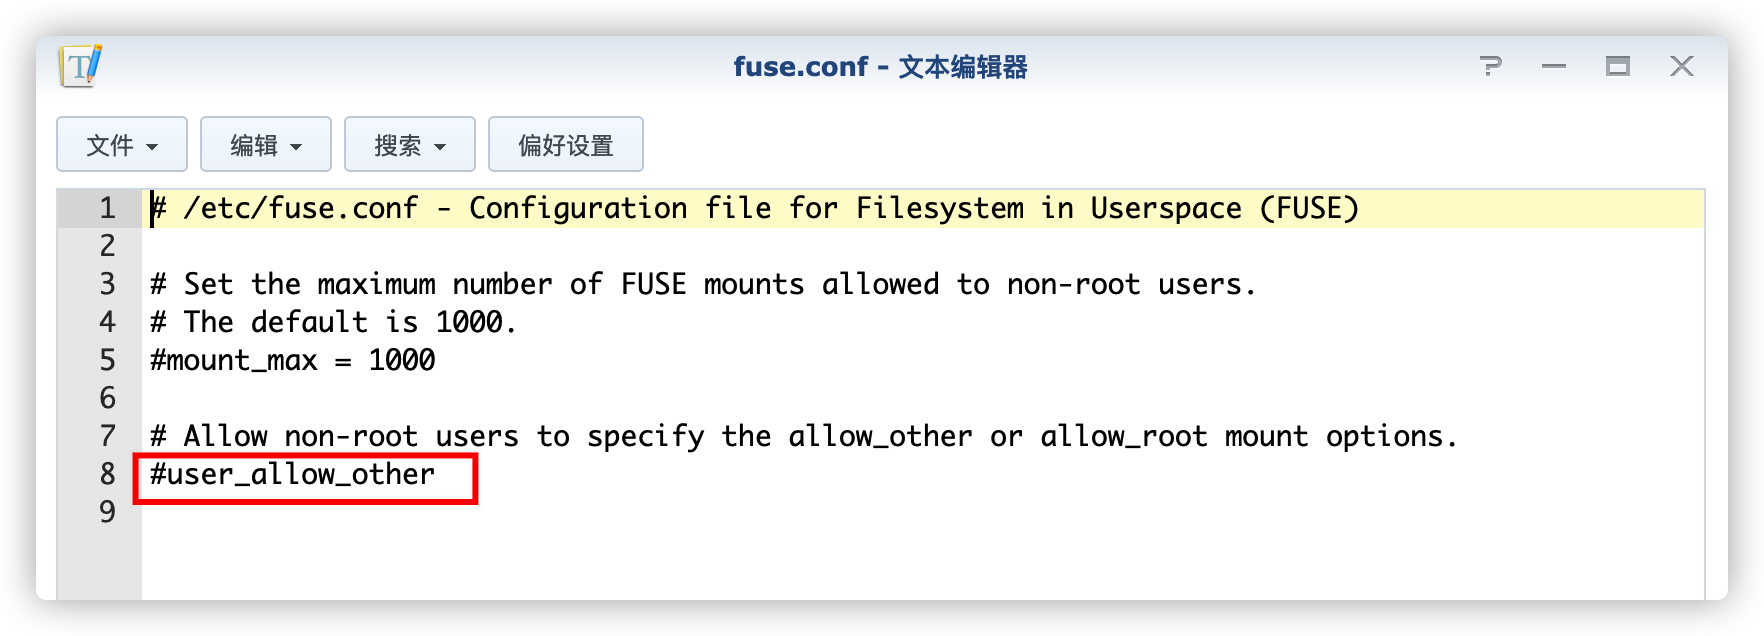 fuse.conf - 文本编辑器
文件 编辑 搜索 偏好设置
1 # /etc/fuse.conf - Configuration file for Filesystem in Userspace (FUSE)
2
3 # Set the maximum number of FUSE mounts allowed to non-root users.
4 # The default is 1000.
5 #mount_max = 1000
6
7 # Allow non-root users to specify the allow_other or allow_root mount options.
8 #user_allow_other
9